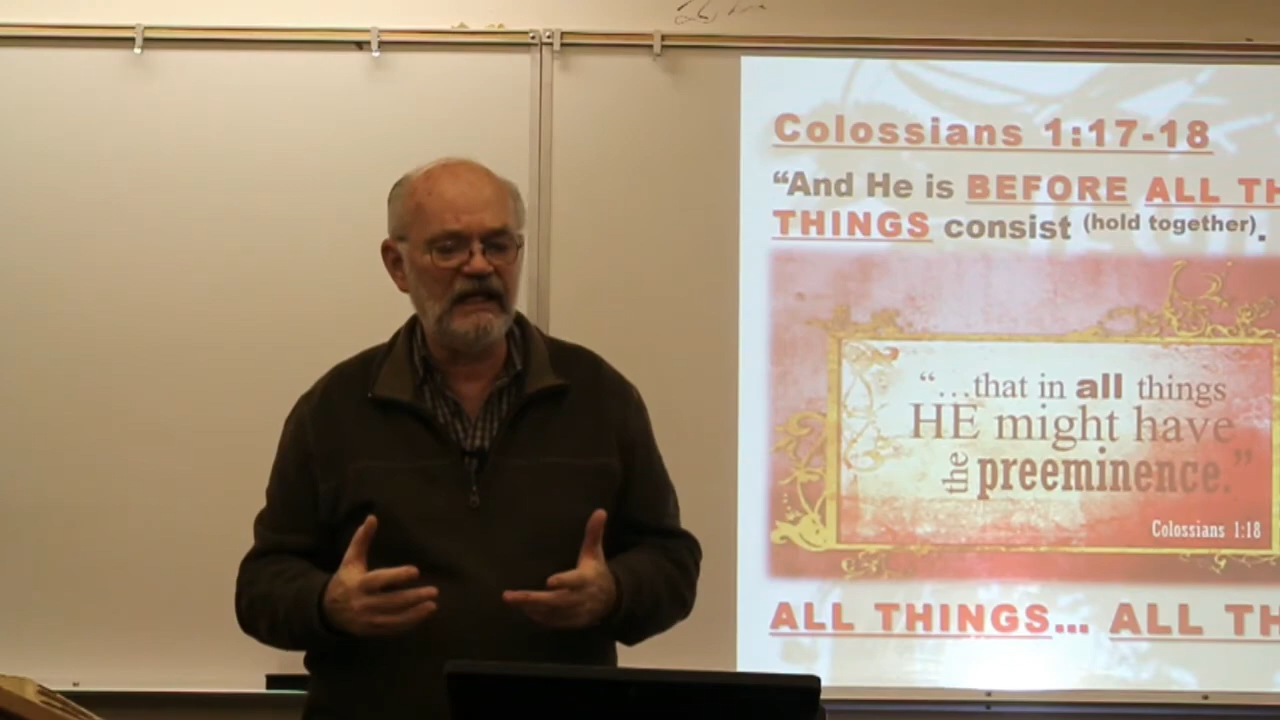 Colossians 1:17-18
“And He is BEFORE ALL TH
THINGS consist (hold together).
“...that in all things
HE might have
the preeminence.”
Colossians 1:18
ALL THINGS... ALL TH